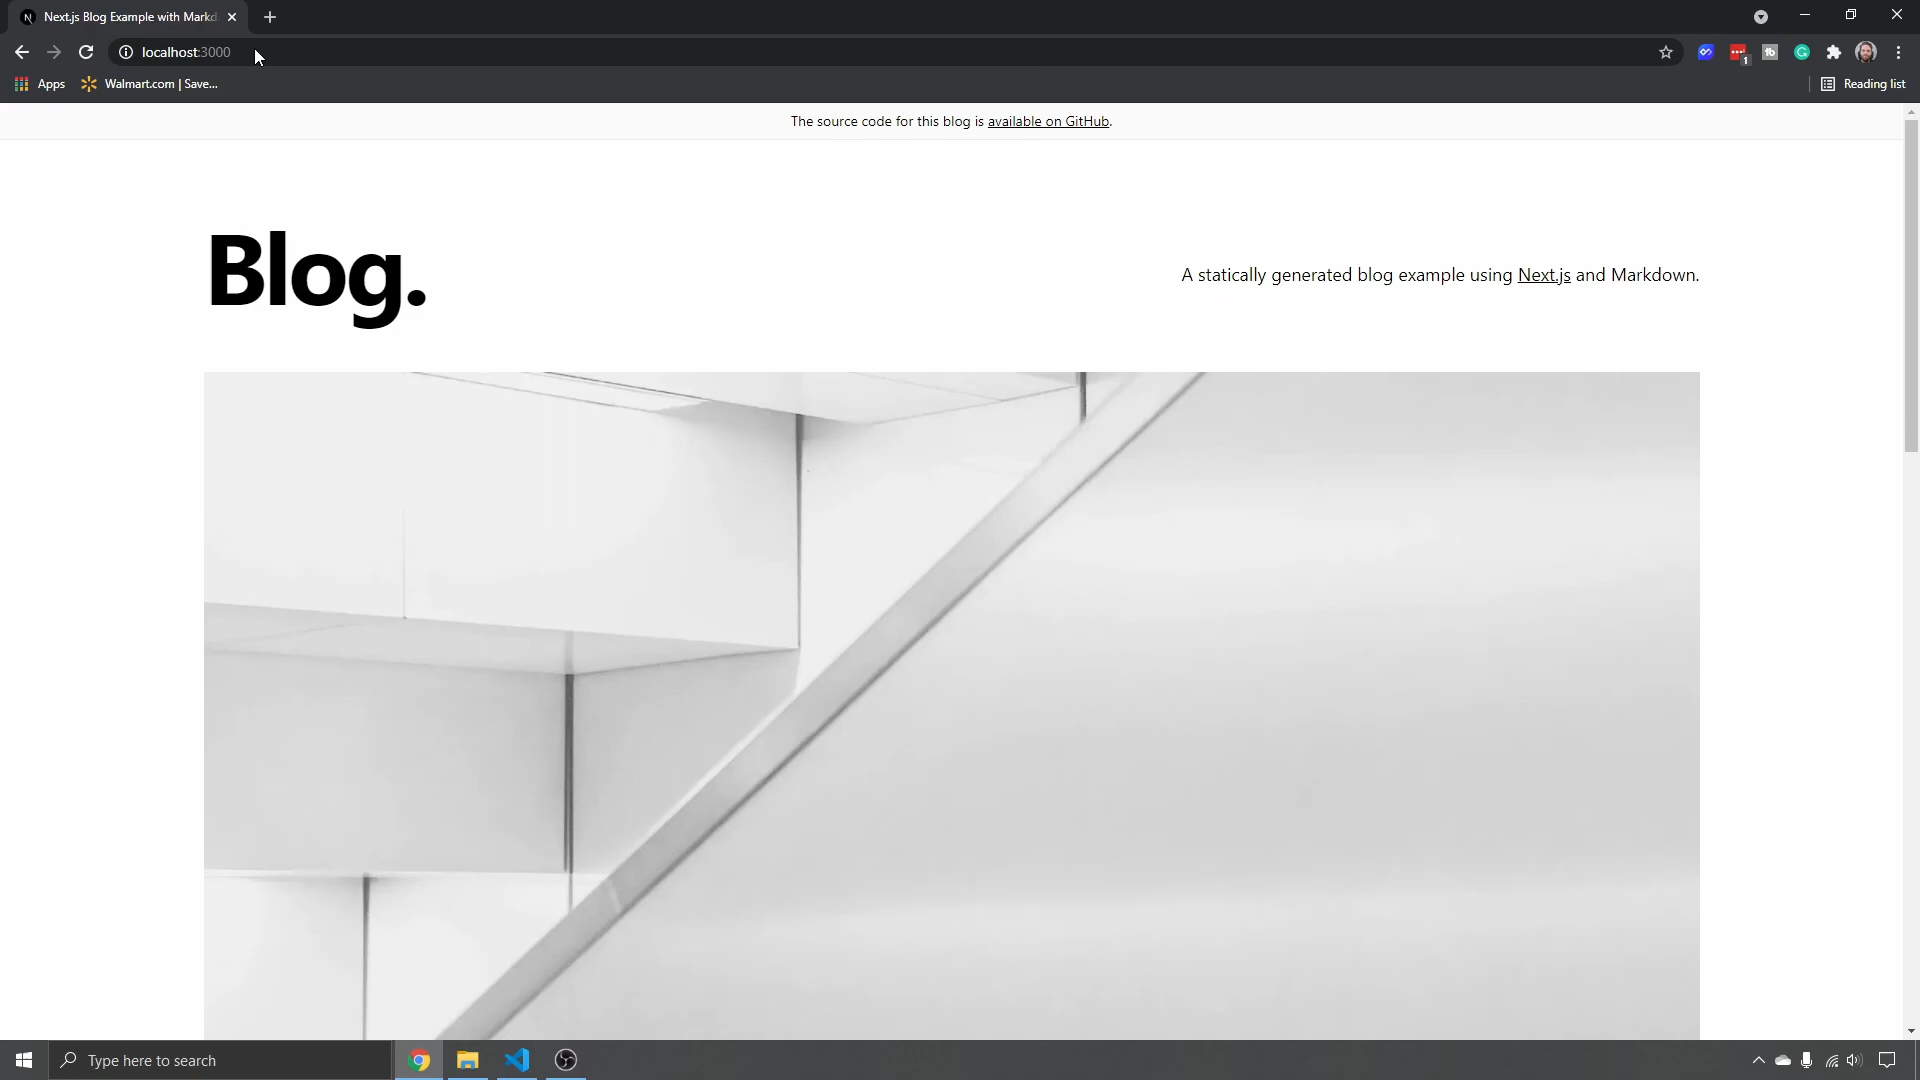 Next.js Blog Example with Markd
localhost:3000
1
Apps
Walmart.com | Save...
Reading list
The source code for this blog is available on GitHub.
Blog.
A statically generated blog example using Next.js and Markdown.
Type here to search